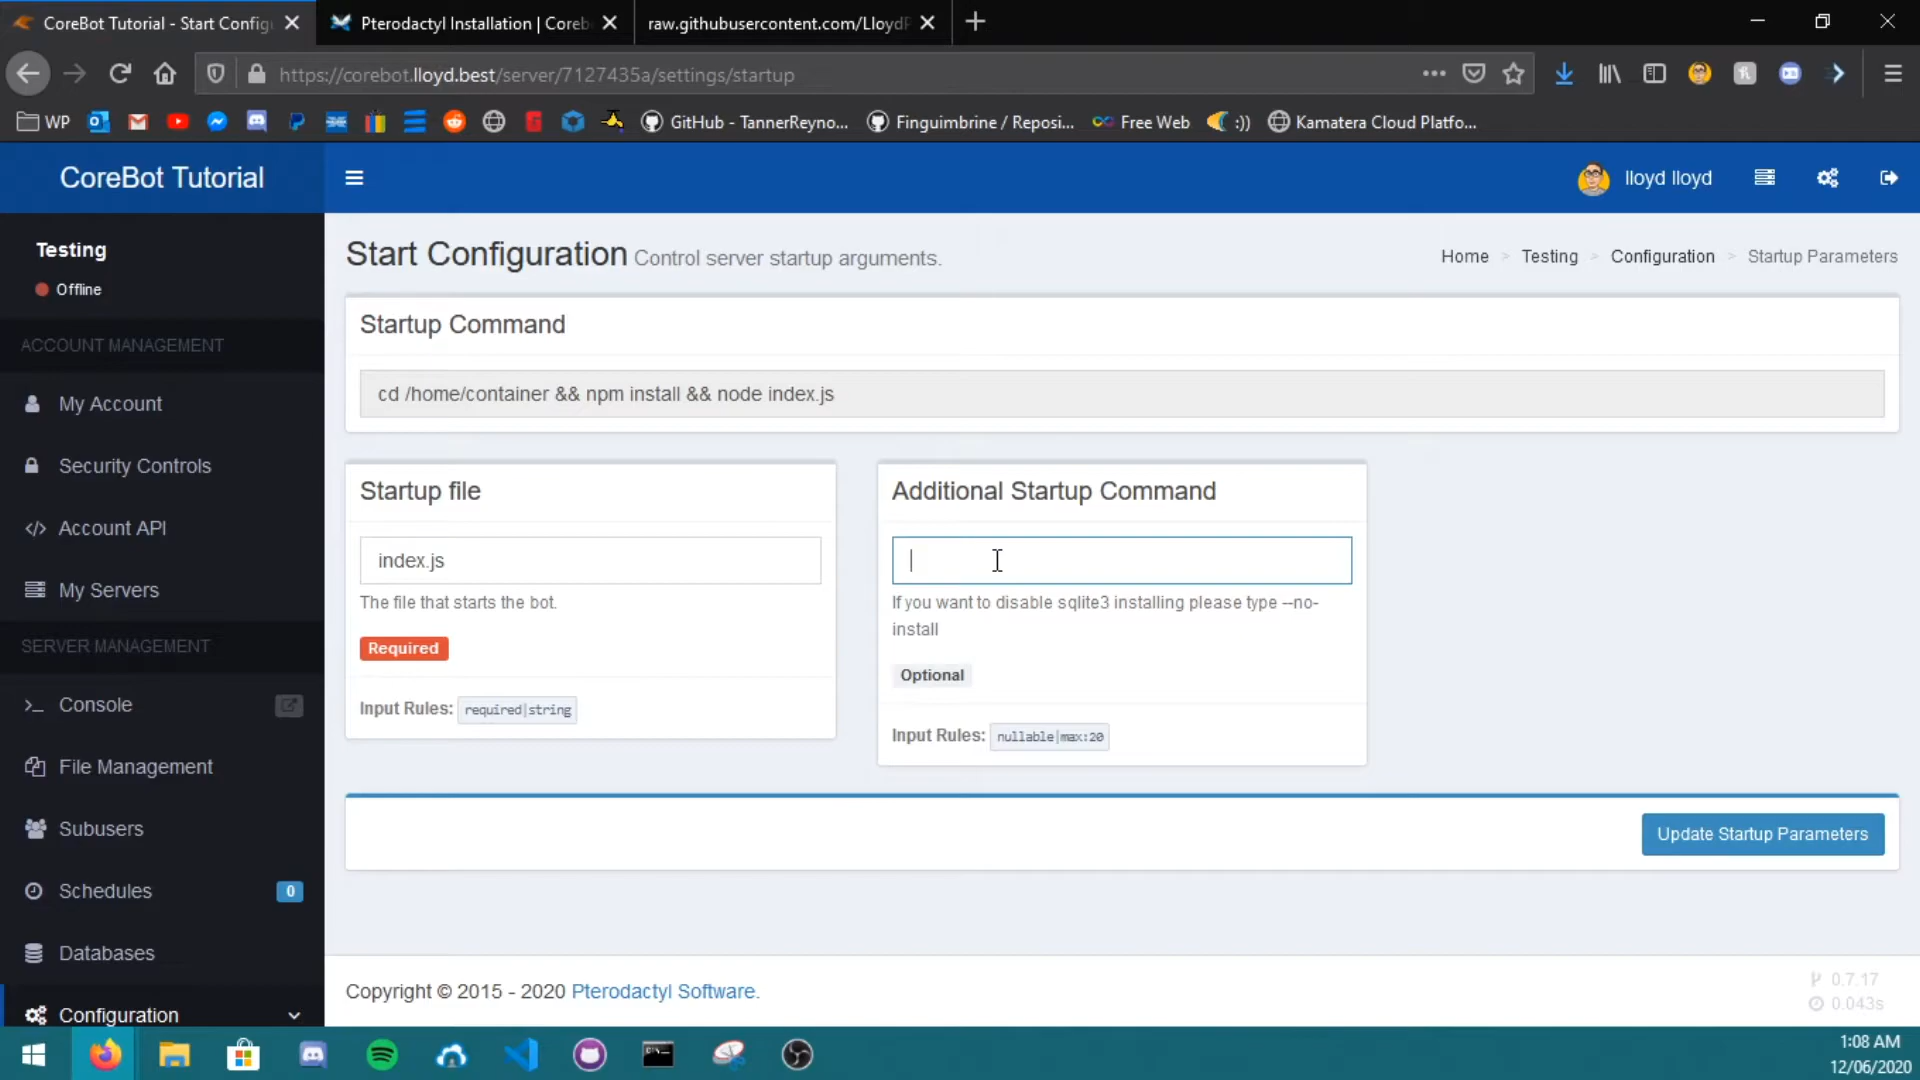 CoreBot Tutorial - Start Config
Pterodactyl Installation | Coreb
raw.githubusercontent.com/LloydF
https://corebot.lloyd.best/server/7127435a/settings/startup
WP
GitHub - TannerReyno...
Finguimbrine / Reposi...
Free Web
:))
Kamatera Cloud Platfo...
CoreBot Tutorial
lloyd lloyd
Testing
Offline
ACCOUNT MANAGEMENT
My Account
Security Controls
Account API
My Servers
SERVER MANAGEMENT
Console
File Management
Subusers
Schedules
0
Databases
Configuration
Start Configuration Control server startup arguments.
Home > Testing > Configuration > Startup Parameters
Startup Command
cd /home/container && npm install && node index.js
Startup file
index.js
The file that starts the bot.
Required
Input Rules: required|string
Additional Startup Command
If you want to disable sqlite3 installing please type --no-
install
Optional
Input Rules: nullable|max:20
Update Startup Parameters
Copyright © 2015 - 2020 Pterodactyl Software.
0.7.17
0.043s
1:08 AM
12/06/2020